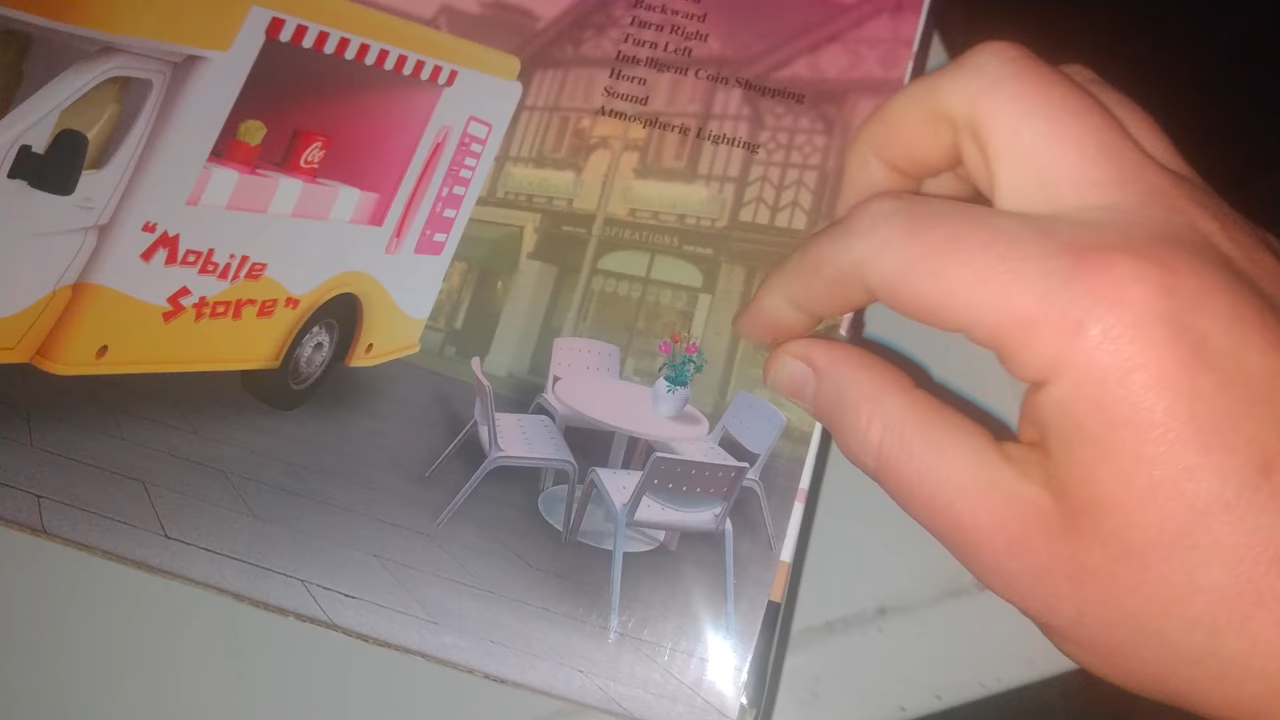 Backward
Turn Right
Turn Left
Intelligent Coin Shopping
Horn
Sound
Atmospheric Lighting
SPIRATIONS
"Mobile
Store"